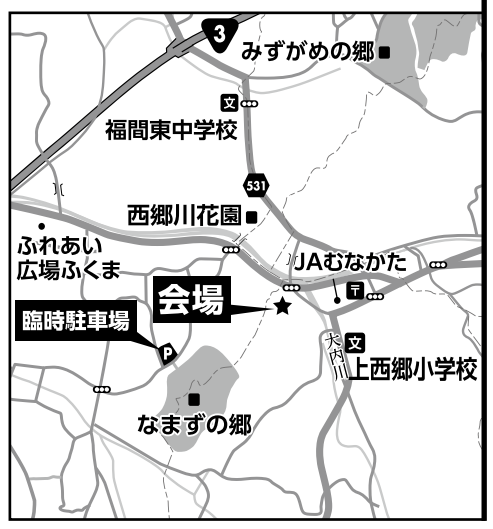 3
みずがめの郷
文
福間東中学校
531
西郷川花園
ふれあい
広場ふくま
JAむなかた
会場
〒
臨時駐車場
P
大内川
文
上西郷小学校
なまずの郷